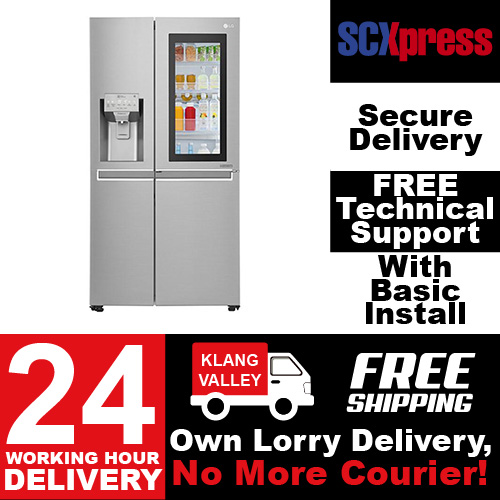 LG
SCXpress
Secure
Delivery
FREE
Technical
Support
With
Basic
Install
24
WORKING HOUR
DELIVERY
KLANG
VALLEY
FREE
SHIPPING
Own Lorry Delivery,
No More Courier!